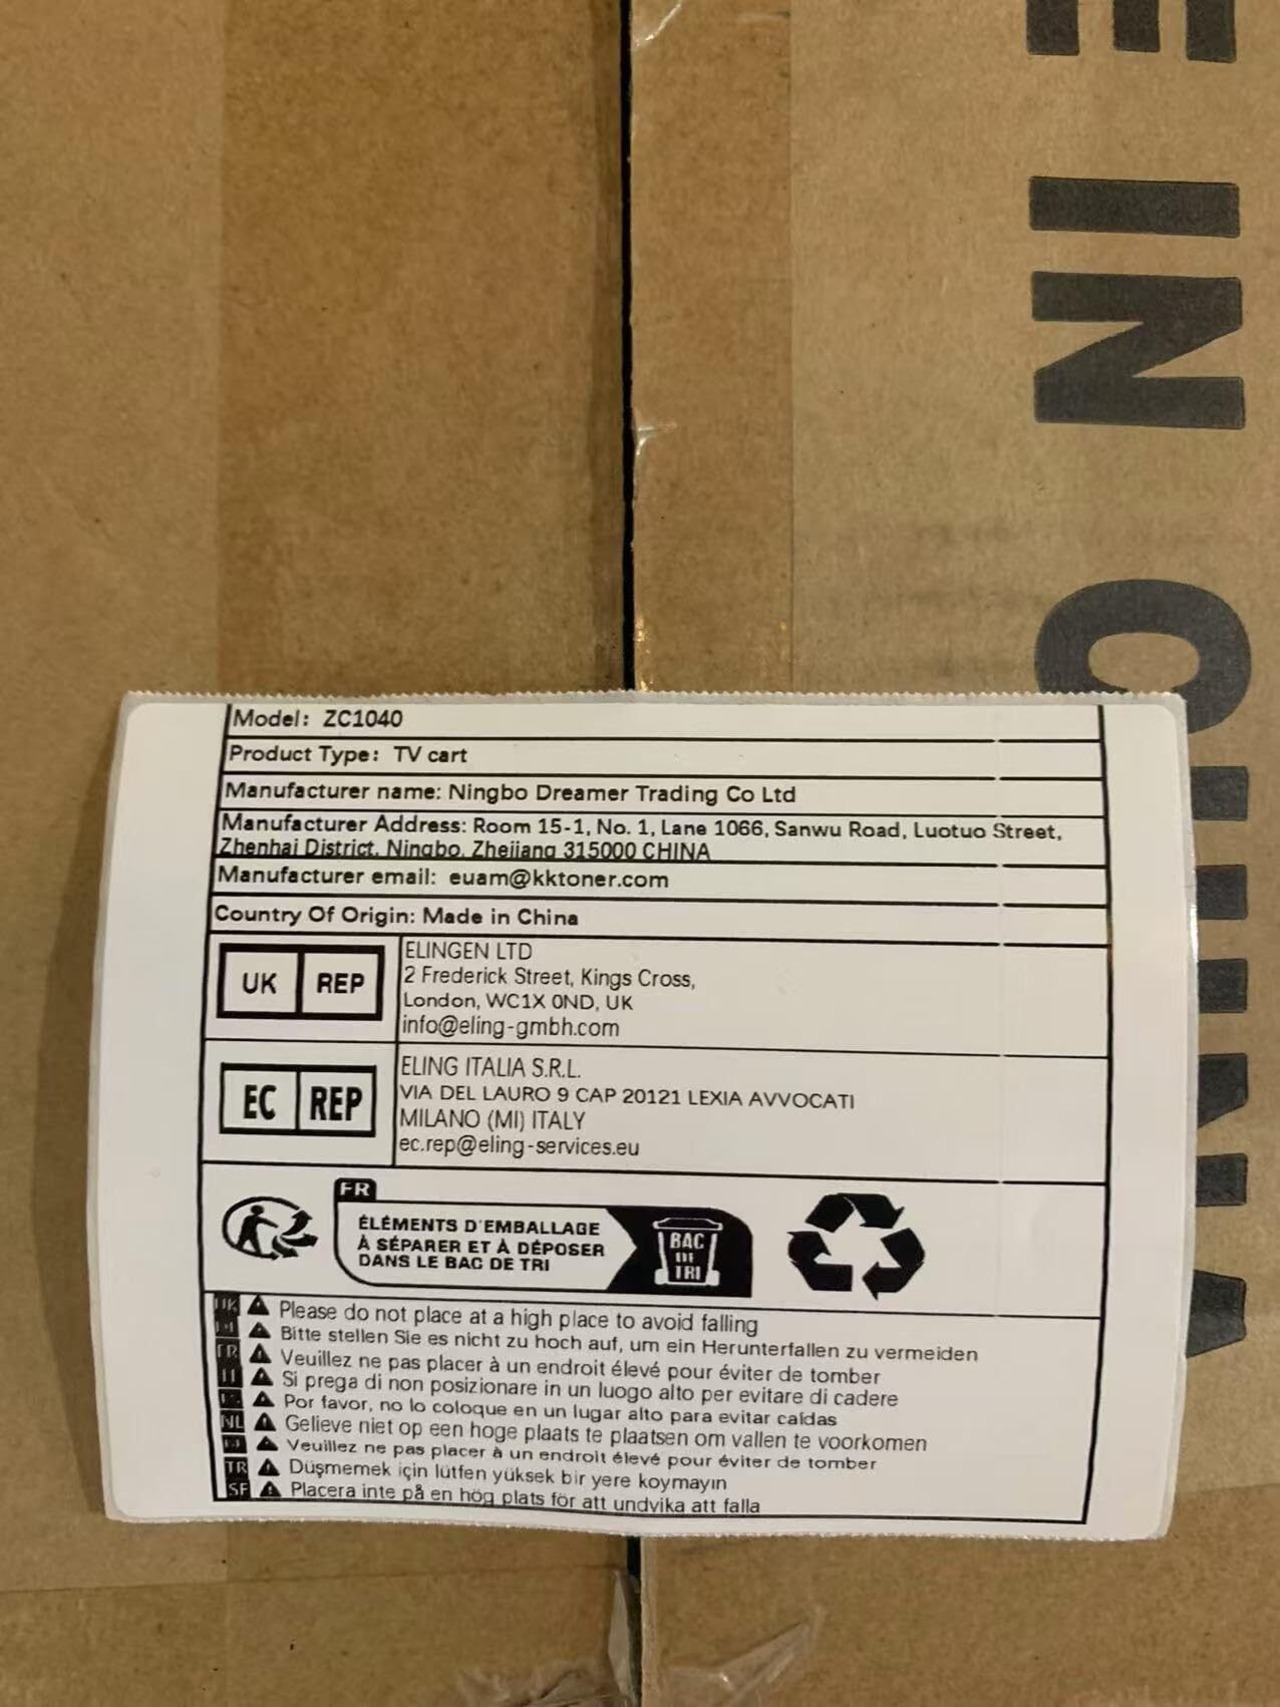 E IN CHINA
Model: ZC1040
Product Type: TV cart
Manufacturer name: Ningbo Dreamer Trading Co Ltd
Manufacturer Address: Room 15-1, No. 1, Lane 1066, Sanwu Road, Luotuo Street,
Zhenhai District, Ningbo, Zhejiang 315000 CHINA
Manufacturer email: euam@kktoner.com
Country Of Origin: Made in China
UK REP
ELINGEN LTD
2 Frederick Street, Kings Cross,
London, WC1X 0ND, UK
info@eling-gmbh.com
EC REP
ELING ITALIA S.R.L.
VIA DEL LAURO 9 CAP 20121 LEXIA AVVOCATI
MILANO (MI) ITALY
ec.rep@eling-services.eu
FR
ÉLÉMENTS D'EMBALLAGE
À SÉPARER ET À DÉPOSER
DANS LE BAC DE TRI
BAC
DE
TRI
UK Please do not place at a high place to avoid falling
Bitte stellen Sie es nicht zu hoch auf, um ein Herunterfallen zu vermeiden
FR Veuillez ne pas placer à un endroit élevé pour éviter de tomber
IT Si prega di non posizionare in un luogo alto per evitare di cadere
Por favor, no lo coloque en un lugar alto para evitar caídas
NL Gelieve niet op een hoge plaats te plaatsen om vallen te voorkomen
Veuillez ne pas placer à un endroit élevé pour éviter de tomber
TR Düşmemek için lütfen yüksek bir yere koymayın
SE Placera inte på en hög plats för att undvika att falla